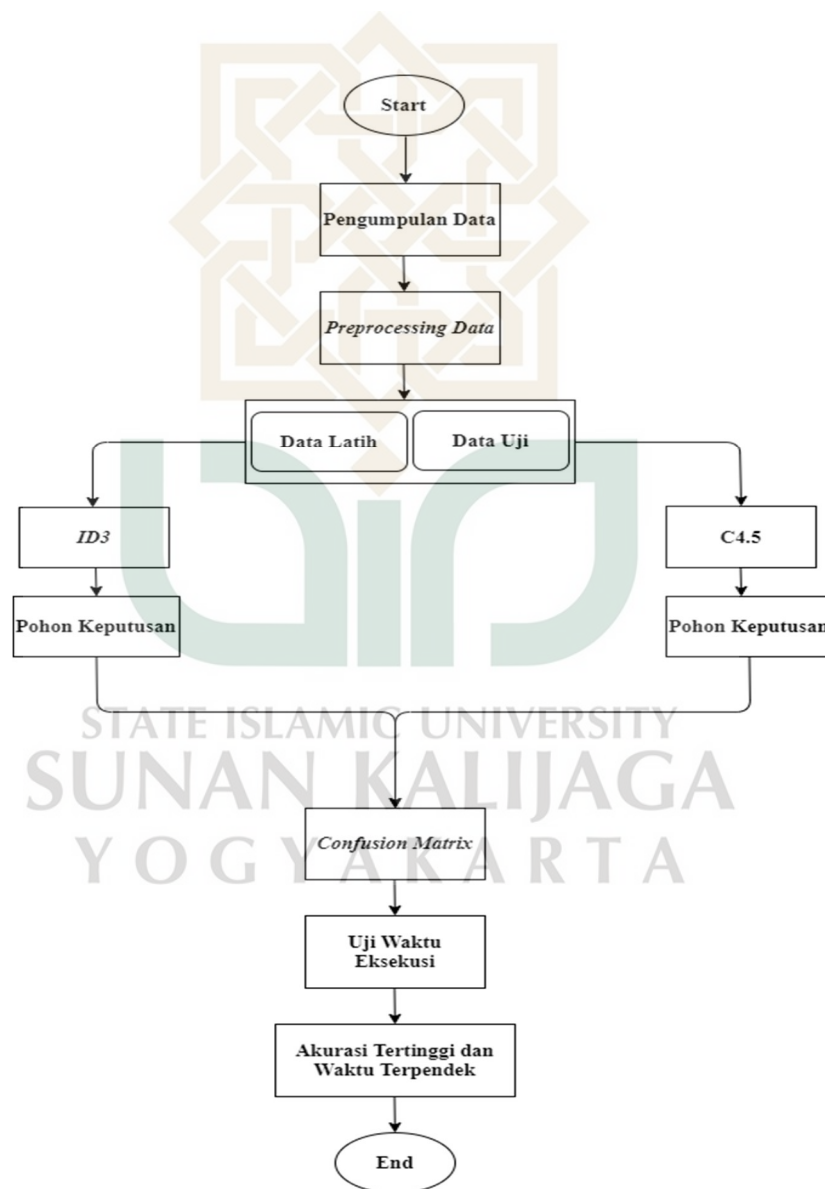 Start
Pengumpulan Data
Preprocessing Data
Data Latih
Data Uji
ID3
C4.5
Pohon Keputusan
Pohon Keputusan
STATE ISLAMIC UNIVERSITY
SUNAN KALIJAGA
YOGYAKARTA
Confusion Matrix
Uji Waktu
Eksekusi
Akurasi Tertinggi dan
Waktu Terpendek
End